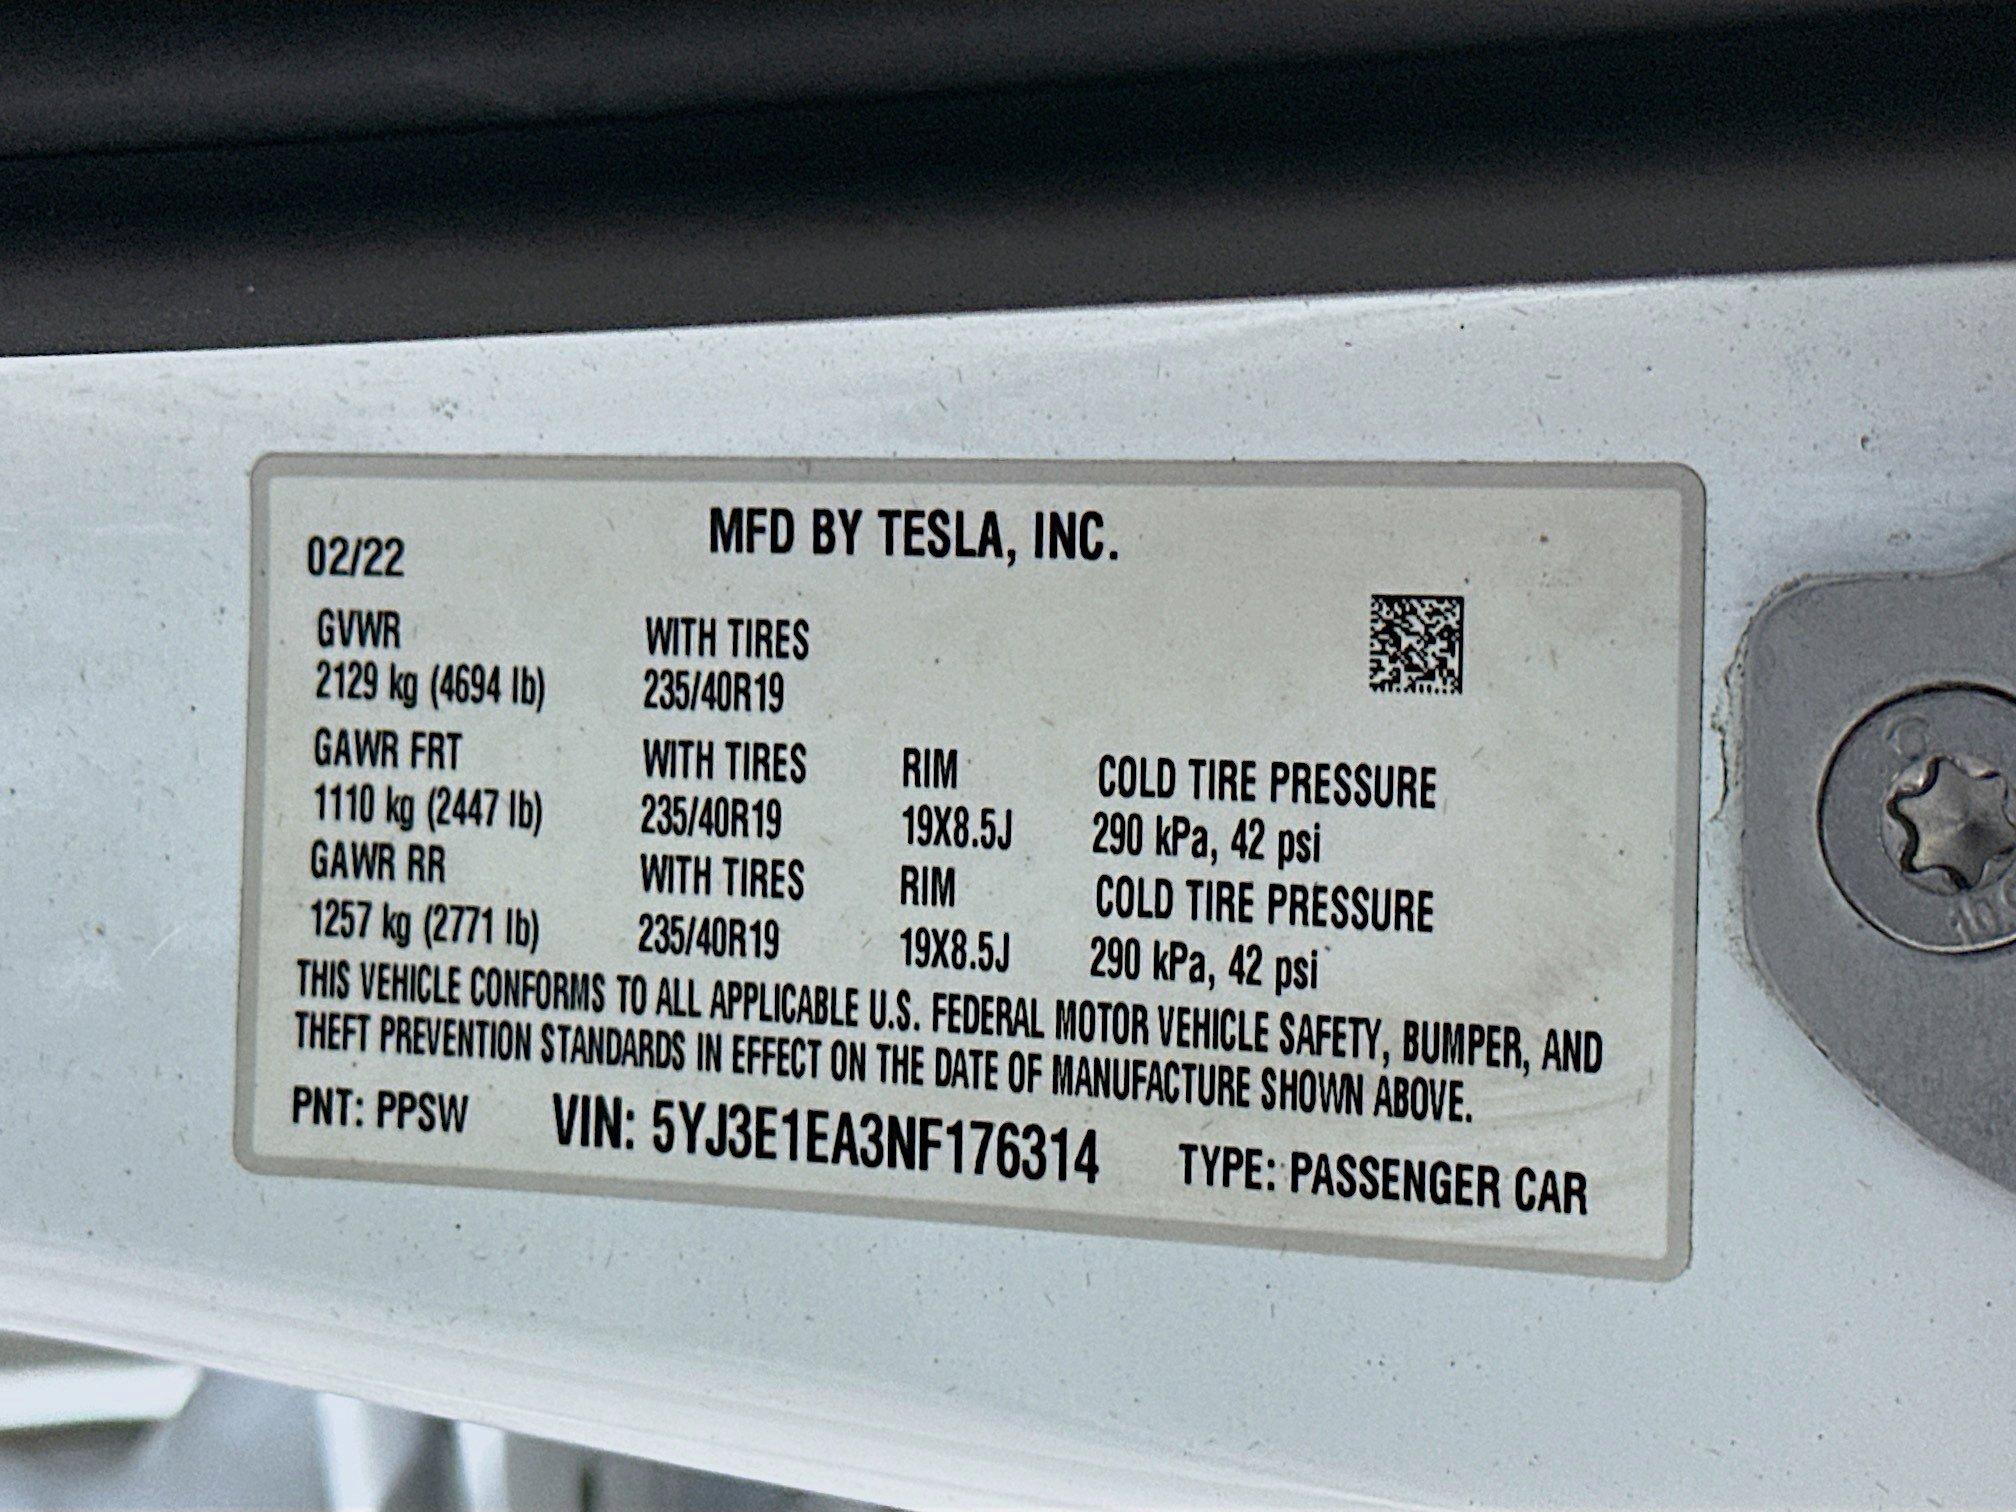 MFD BY TESLA, INC.
02/22
GVWR WITH TIRES
2129 kg (4694 lb) 235/40R19
GAWR FRT WITH TIRES RIM COLD TIRE PRESSURE
1110 kg (2447 lb) 235/40R19 19X8.5J 290 kPa, 42 psi
GAWR RR WITH TIRES RIM COLD TIRE PRESSURE
1257 kg (2771 lb) 235/40R19 19X8.5J 290 kPa, 42 psi
THIS VEHICLE CONFORMS TO ALL APPLICABLE U.S. FEDERAL MOTOR VEHICLE SAFETY, BUMPER, AND
THEFT PREVENTION STANDARDS IN EFFECT ON THE DATE OF MANUFACTURE SHOWN ABOVE.
PNT: PPSW VIN: 5YJ3E1EA3NF176314 TYPE: PASSENGER CAR